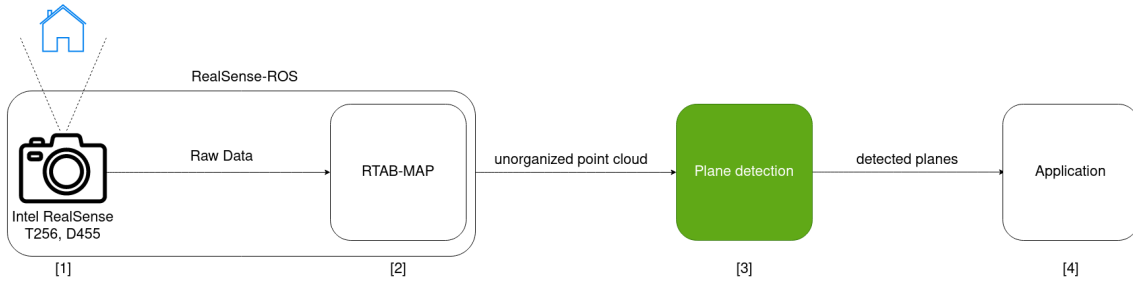 RealSense-ROS
Raw Data
RTAB-MAP
unorganized point cloud
Plane detection
detected planes
Application
Intel RealSense
T256, D455
[1]
[2]
[3]
[4]